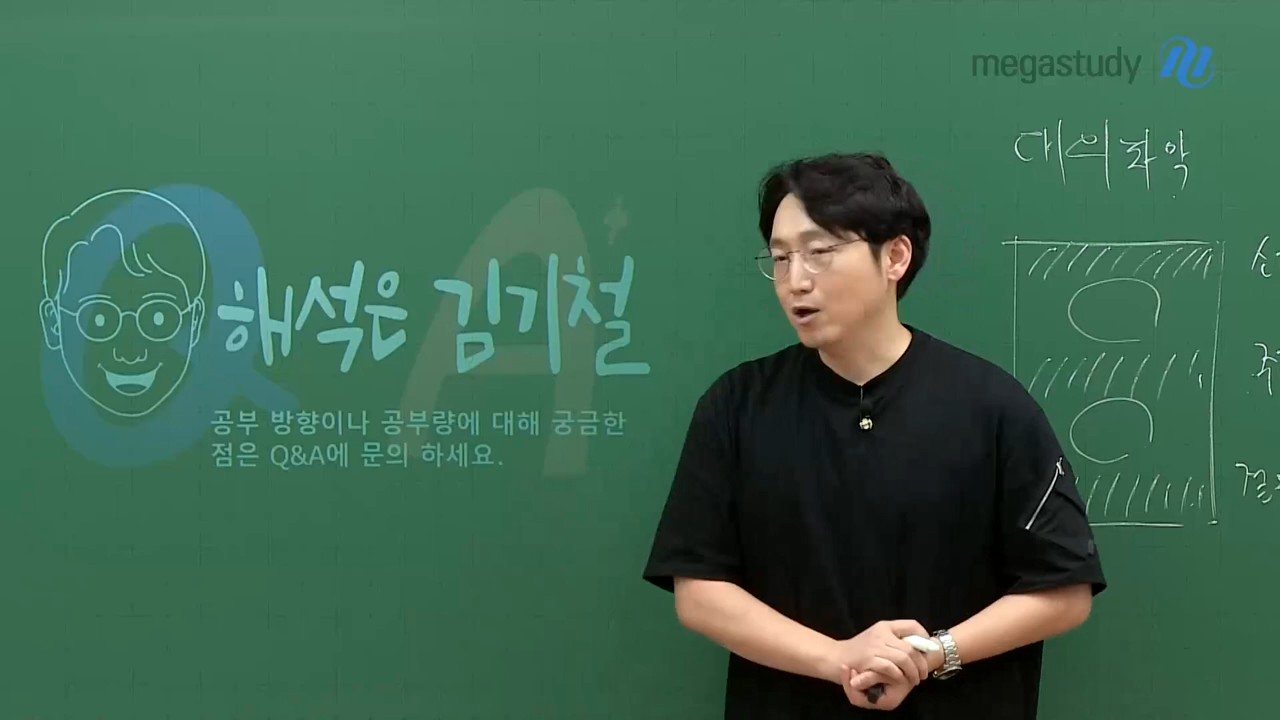 megastudy
대의파악
해석은 김기철
공부 방향이나 공부량에 대해 궁금한
점은 Q&A에 문의 하세요.